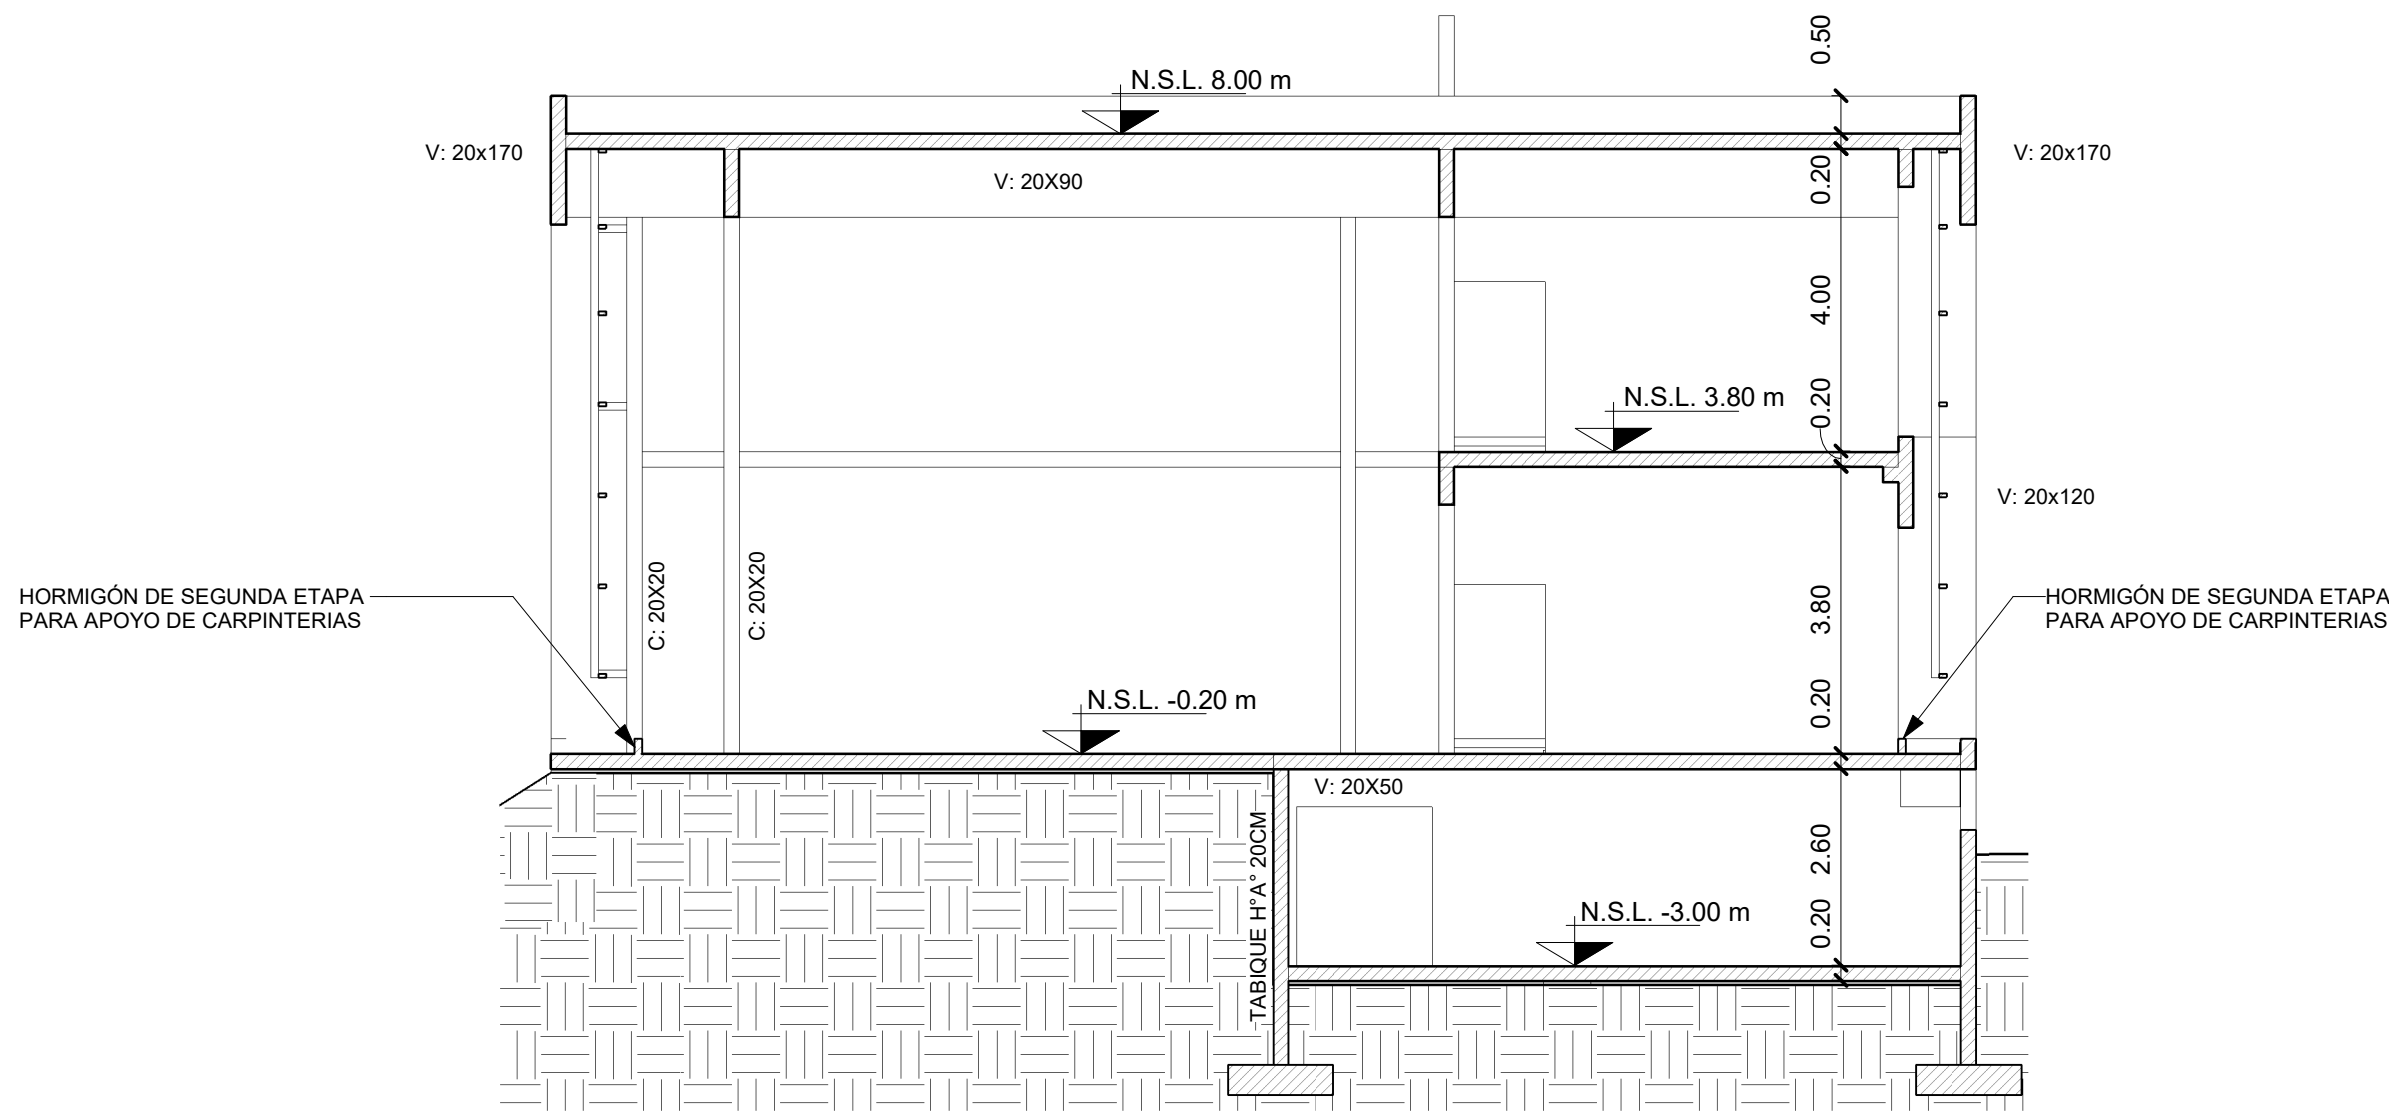 0.50
N.S.L. 8.00 m
V: 20x170
V: 20X90
0.20
V: 20x170
4.00
N.S.L. 3.80 m
0.20
V: 20x120
C: 20X20
C: 20X20
HORMIGÓN DE SEGUNDA ETAPA
PARA APOYO DE CARPINTERIAS
3.80
HORMIGÓN DE SEGUNDA ETAPA
PARA APOYO DE CARPINTERIAS
N.S.L. -0.20 m
0.20
V: 20X50
TABIQUE H°A° 20CM
2.60
N.S.L. -3.00 m
0.20